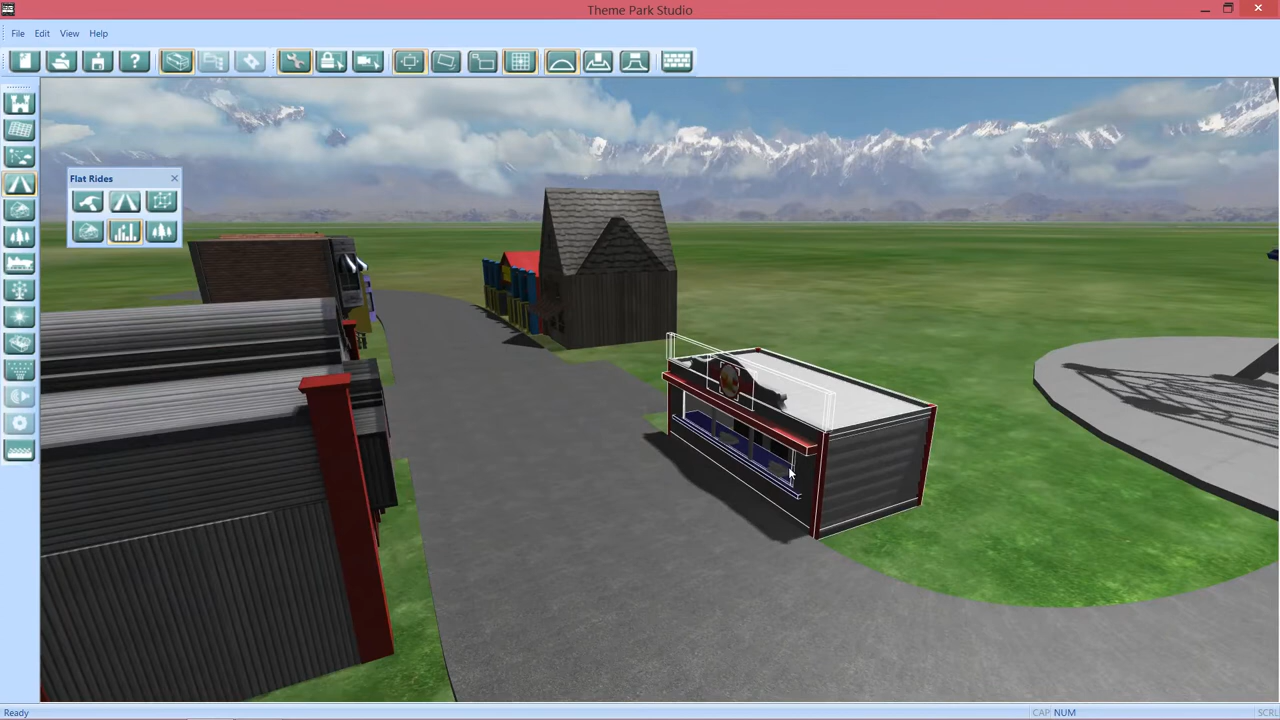 Theme Park Studio
File Edit View Help
Flat Rides
Ready
CAP NUM SCRL